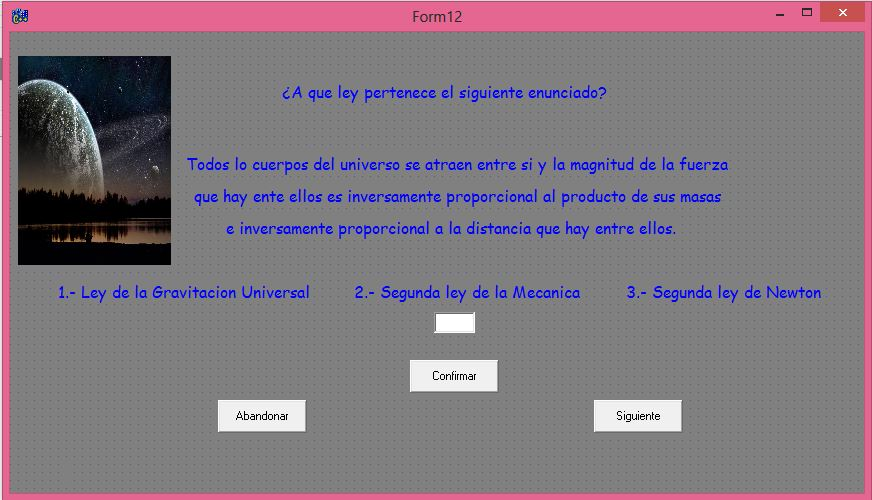 Form12
¿A que ley pertenece el siguiente enunciado?
Todos lo cuerpos del universo se atraen entre si y la magnitud de la fuerza
que hay ente ellos es inversamente proporcional al producto de sus masas
e inversamente proporcional a la distancia que hay entre ellos.
1.- Ley de la Gravitacion Universal 2.- Segunda ley de la Mecanica 3.- Segunda ley de Newton
Confirmar
Abandonar Siguiente